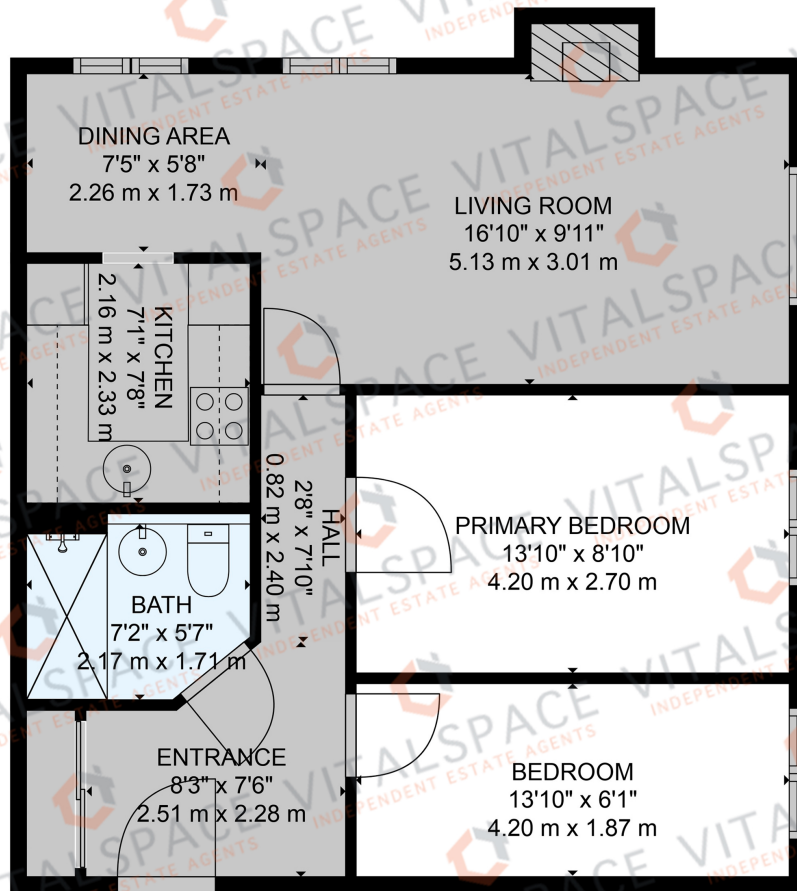 DINING AREA
7'5" x 5'8"
2.26 m x 1.73 m
LIVING ROOM
16'10" x 9'11"
5.13 m x 3.01 m
KITCHEN
7'1" x 7'8"
2.16 m x 2.33 m
HALL
2'8" x 7'10"
0.82 m x 2.40 m
PRIMARY BEDROOM
13'10" x 8'10"
4.20 m x 2.70 m
BATH
7'2" x 5'7"
2.17 m x 1.71 m
ENTRANCE
8'3" x 7'6"
2.51 m x 2.28 m
BEDROOM
13'10" x 6'1"
4.20 m x 1.87 m
VITALSPACE
INDEPENDENT ESTATE AGENTS